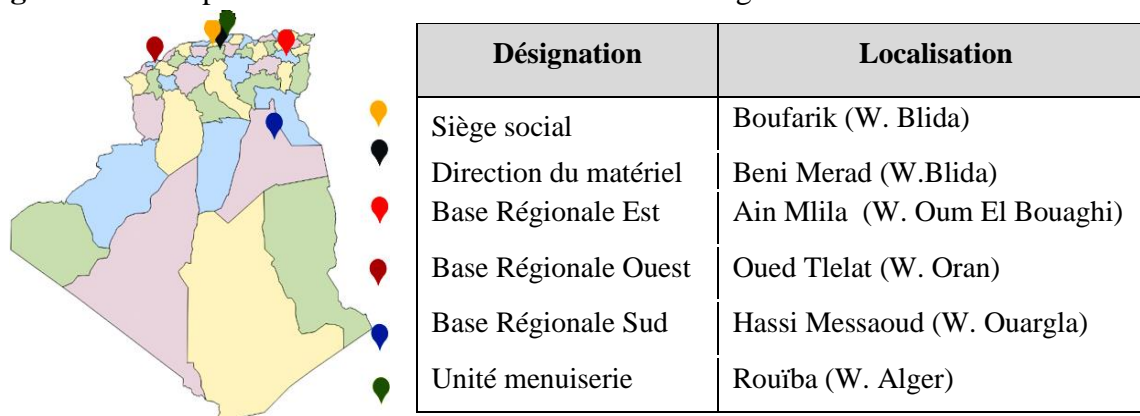 Désignation Localisation
Siège social Boufarik (W. Blida)
Direction du matériel Beni Merad (W.Blida)
Base Régionale Est Ain Mlila (W. Oum El Bouaghi)
Base Régionale Ouest Oued Tlelat (W. Oran)
Base Régionale Sud Hassi Messaoud (W. Ouargla)
Unité menuiserie Rouïba (W. Alger)